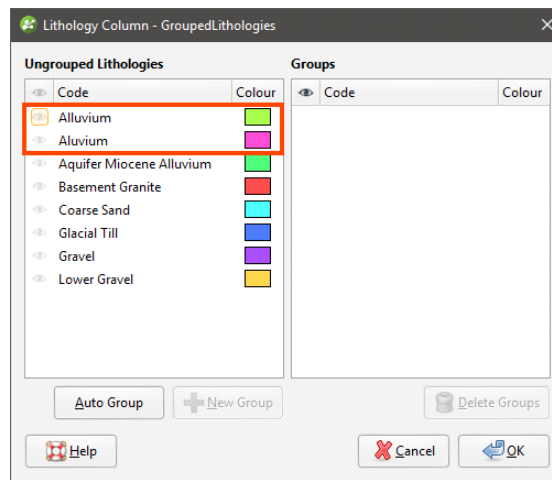 Lithology Column - GroupedLithologies
Ungrouped Lithologies
Code Colour
Alluvium
Aluvium
Aquifer Miocene Alluvium
Basement Granite
Coarse Sand
Glacial Till
Gravel
Lower Gravel
Groups
Code Colour
Auto Group
New Group
Delete Groups
Help
Cancel
OK